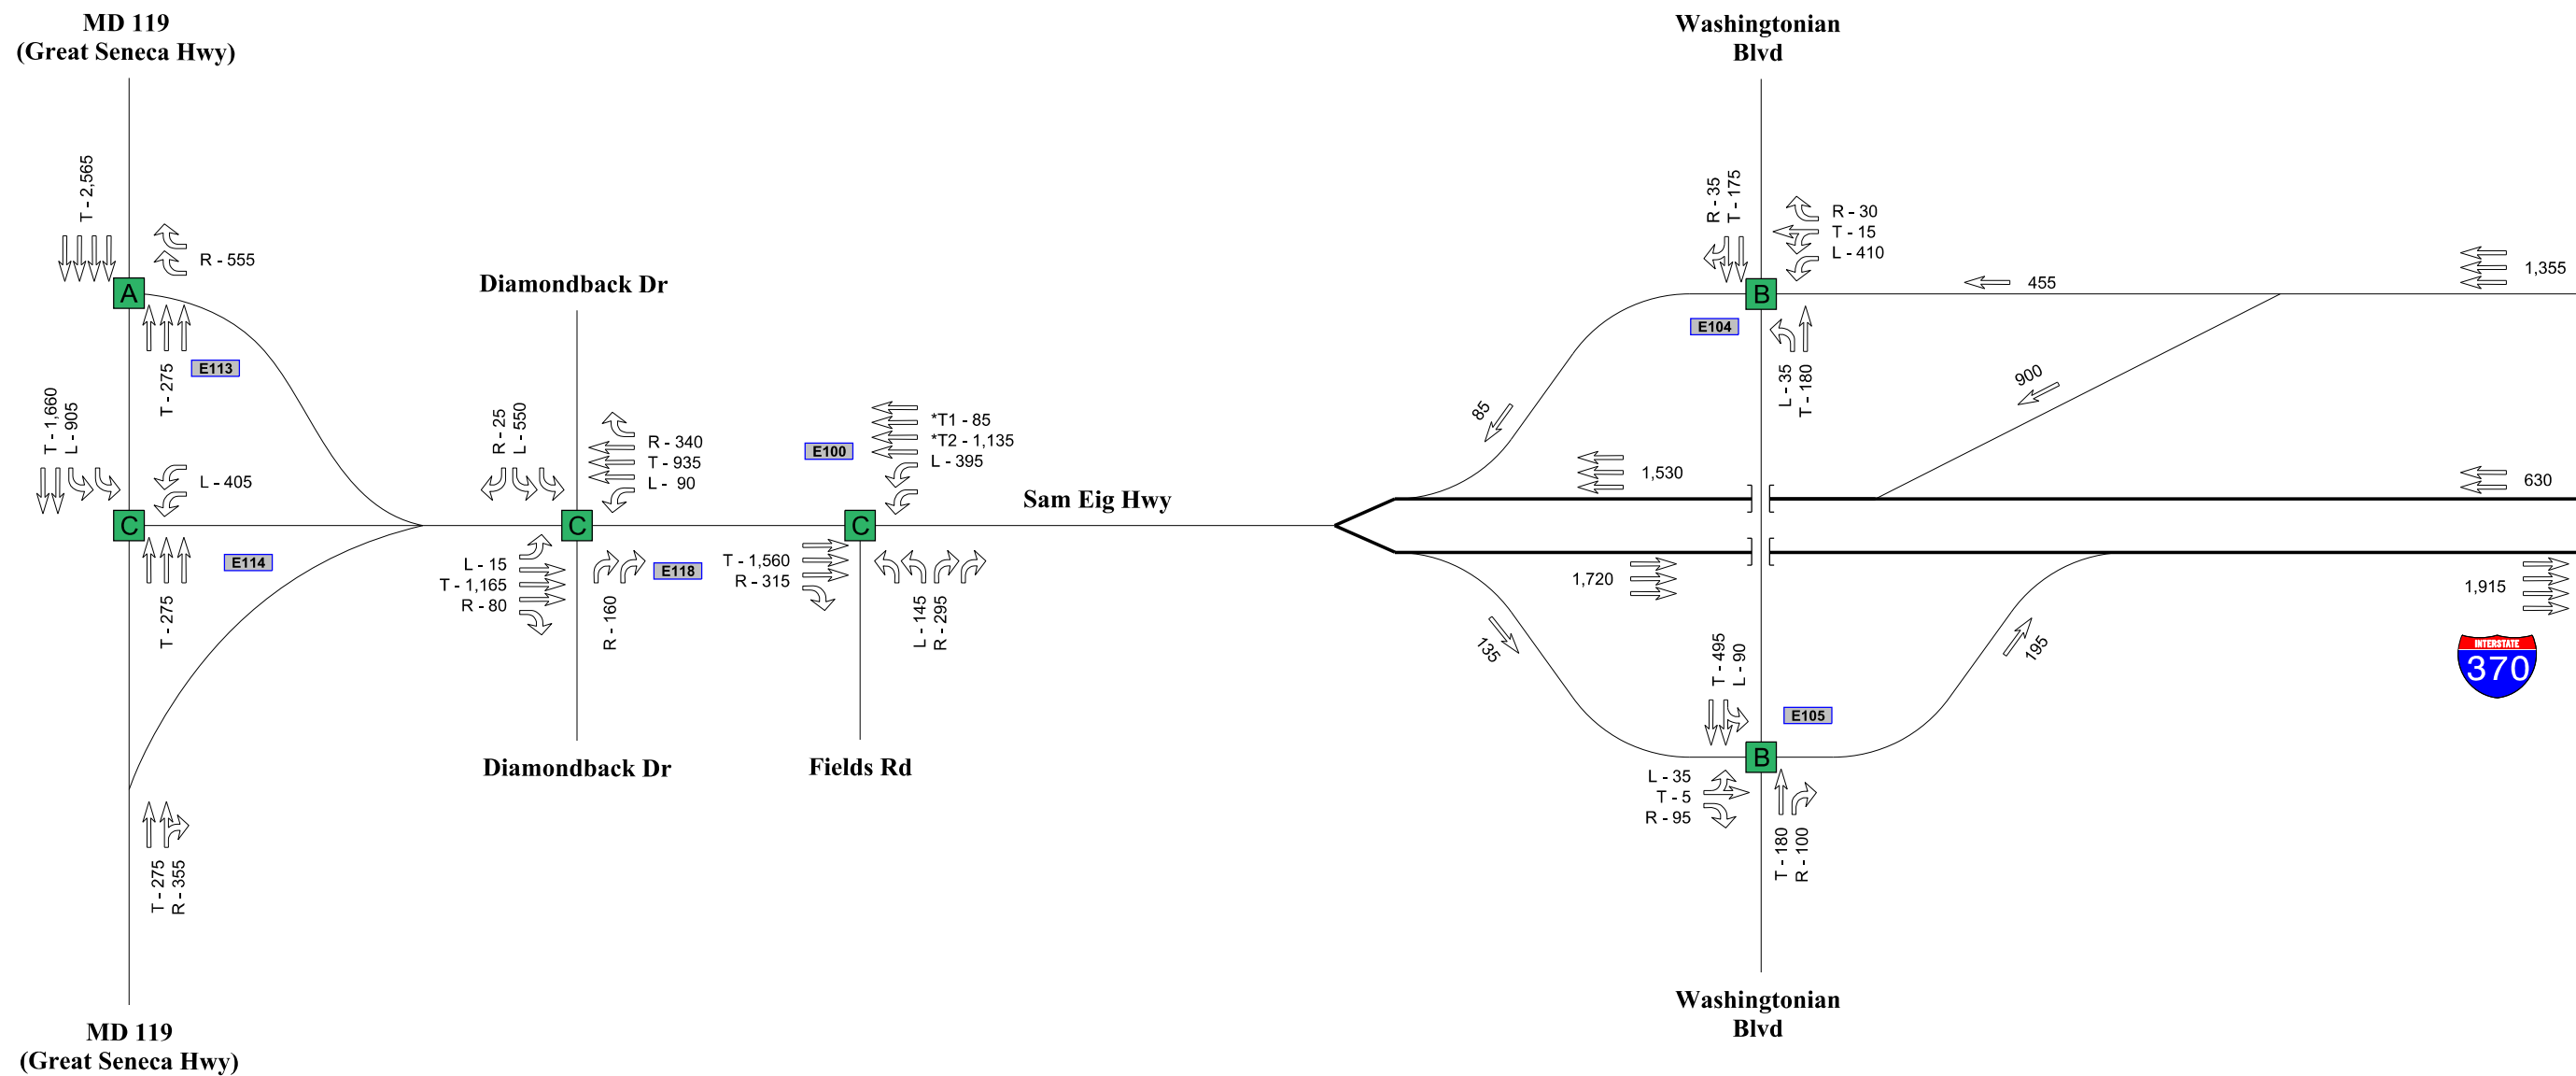 MD 119
(Great Seneca Hwy)
Washingtonian
Blvd
T - 2,565
R - 555
A
T - 275
E113
T - 1,660
L - 905
L - 405
C
E114
T - 275
T - 275
R - 355
MD 119
(Great Seneca Hwy)
Diamondback Dr
R - 25
L - 550
R - 340
T - 935
L - 90
C
L - 15
T - 1,165
R - 80
R - 160
E118
Diamondback Dr
E100
*T1 - 85
*T2 - 1,135
L - 395
C
T - 1,560
R - 315
L - 145
R - 295
Fields Rd
Sam Eig Hwy
R - 35
T - 175
R - 30
T - 15
L - 410
B
E104
L - 35
T - 180
455
1,355
900
85
1,530
630
1,720
1,915
135
195
T - 495
L - 90
E105
B
L - 35
T - 5
R - 95
T - 180
R - 100
INTERSTATE
370
Washingtonian
Blvd